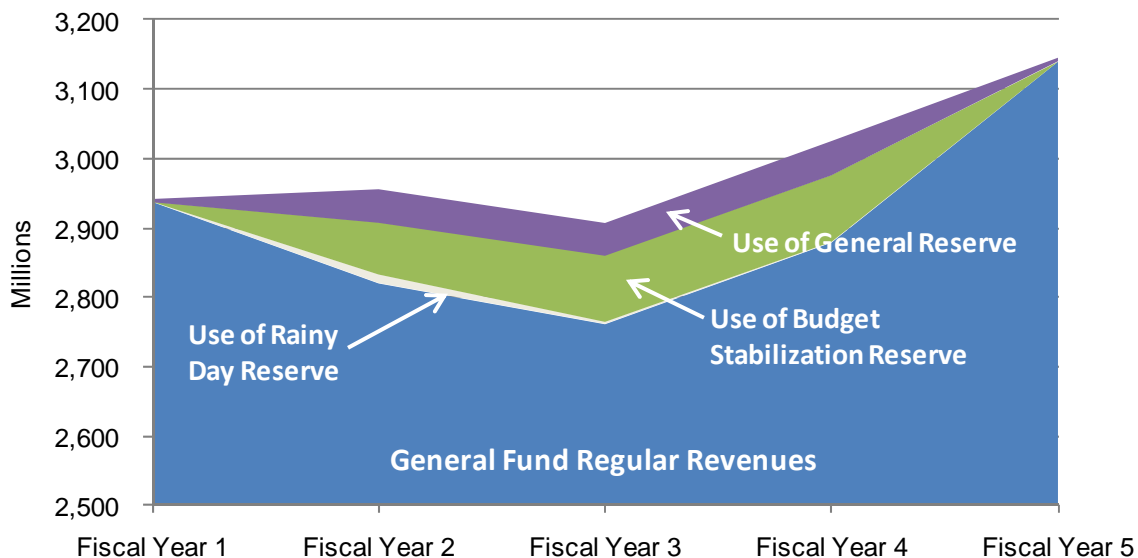 3,200
3,100
3,000
2,900
2,800
2,700
2,600
2,500
Millions
Use of General Reserve
Use of Rainy
Day Reserve
Use of Budget
Stabilization Reserve
General Fund Regular Revenues
Fiscal Year 1
Fiscal Year 2
Fiscal Year 3
Fiscal Year 4
Fiscal Year 5